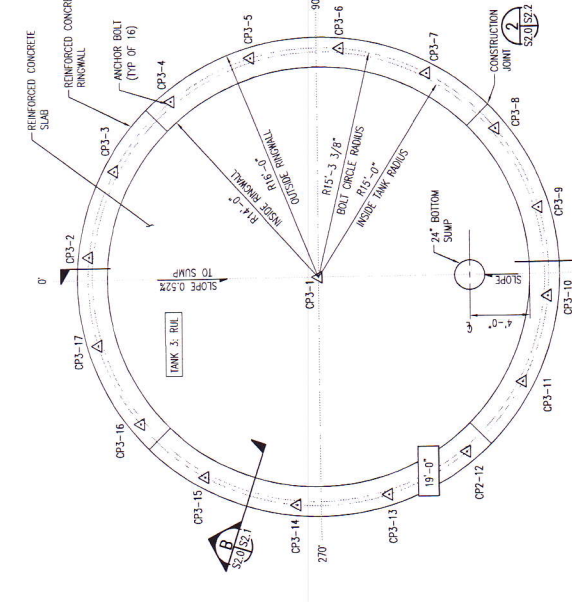 REINFORCED CONCRETE
SLAB
REINFORCED CONCRE
RINGWALL
ANCHOR BOLT
(TYP OF 16)
CP3-4
CP3-5
90°
CP3-6
CP3-7
CONSTRUCTION
JOINT
2
S2.0 S2.2
CP3-8
CP3-3
CP3-9
CP3-2
0°
R14'-0"
INSIDE RINGWALL
R16'-0"
OUTSIDE RINGWALL
R15'-3 3/8"
BOLT CIRCLE RADIUS
R15'-0"
INSIDE TANK RADIUS
24" BOTTOM
SUMP
SLOPE 0.52%
TO SUMP
CP3-1
SLOPE
4'-0"
CP3-10
TANK 3: RUL
CP3-17
CP3-11
CP3-16
CP3-15
B
S2.0 S2.1
CP3-14
270°
CP3-13
19'-0"
CP2-12